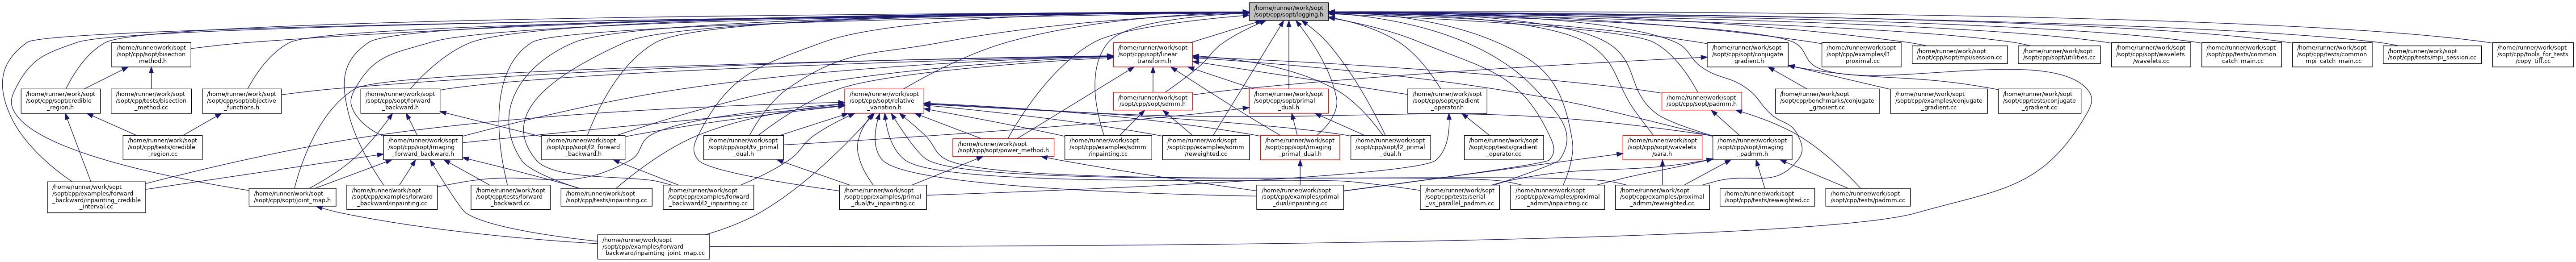 /home/runner/work/sopt
/sopt/cpp/sopt/logging.h
/home/runner/work/sopt
/sopt/cpp/sopt/bisection
_method.h
/home/runner/work/sopt
/sopt/cpp/sopt/linear
_transform.h
/home/runner/work/sopt
/sopt/cpp/sopt/conjugate
_gradient.h
/home/runner/work/sopt
/sopt/cpp/examples/l1
_proximal.cc
/home/runner/work/sopt
/sopt/cpp/sopt/mpi/session.cc
/home/runner/work/sopt
/sopt/cpp/sopt/utilities.cc
/home/runner/work/sopt
/sopt/cpp/sopt/wavelets
/wavelets.cc
/home/runner/work/sopt
/sopt/cpp/tests/common
_catch_main.cc
/home/runner/work/sopt
/sopt/cpp/tests/common
_mpi_catch_main.cc
/home/runner/work/sopt
/sopt/cpp/tests/mpi_session.cc
/home/runner/work/sopt
/sopt/cpp/tools_for_tests
/copy_tiff.cc
/home/runner/work/sopt
/sopt/cpp/sopt/credible
_region.h
/home/runner/work/sopt
/sopt/cpp/tests/bisection
_method.cc
/home/runner/work/sopt
/sopt/cpp/sopt/objective
_functions.h
/home/runner/work/sopt
/sopt/cpp/sopt/forward
_backward.h
/home/runner/work/sopt
/sopt/cpp/sopt/relative
_variation.h
/home/runner/work/sopt
/sopt/cpp/sopt/sdmm.h
/home/runner/work/sopt
/sopt/cpp/sopt/primal
_dual.h
/home/runner/work/sopt
/sopt/cpp/sopt/gradient
_operator.h
/home/runner/work/sopt
/sopt/cpp/sopt/padmm.h
/home/runner/work/sopt
/sopt/cpp/benchmarks/conjugate
_gradient.cc
/home/runner/work/sopt
/sopt/cpp/examples/conjugate
_gradient.cc
/home/runner/work/sopt
/sopt/cpp/tests/conjugate
_gradient.cc
/home/runner/work/sopt
/sopt/cpp/tests/credible
_region.cc
/home/runner/work/sopt
/sopt/cpp/sopt/imaging
_forward_backward.h
/home/runner/work/sopt
/sopt/cpp/sopt/l2_forward
_backward.h
/home/runner/work/sopt
/sopt/cpp/sopt/tv_primal
_dual.h
/home/runner/work/sopt
/sopt/cpp/sopt/power_method.h
/home/runner/work/sopt
/sopt/cpp/examples/sdmm
/inpainting.cc
/home/runner/work/sopt
/sopt/cpp/examples/sdmm
/reweighted.cc
/home/runner/work/sopt
/sopt/cpp/sopt/imaging
_primal_dual.h
/home/runner/work/sopt
/sopt/cpp/sopt/l2_primal
_dual.h
/home/runner/work/sopt
/sopt/cpp/tests/gradient
_operator.cc
/home/runner/work/sopt
/sopt/cpp/sopt/wavelets
/sara.h
/home/runner/work/sopt
/sopt/cpp/sopt/imaging
_padmm.h
/home/runner/work/sopt
/sopt/cpp/examples/forward
_backward/inpainting_credible
_interval.cc
/home/runner/work/sopt
/sopt/cpp/sopt/joint_map.h
/home/runner/work/sopt
/sopt/cpp/examples/forward
_backward/inpainting.cc
/home/runner/work/sopt
/sopt/cpp/tests/forward
_backward.cc
/home/runner/work/sopt
/sopt/cpp/tests/inpainting.cc
/home/runner/work/sopt
/sopt/cpp/examples/forward
_backward/l2_inpainting.cc
/home/runner/work/sopt
/sopt/cpp/examples/primal
_dual/tv_inpainting.cc
/home/runner/work/sopt
/sopt/cpp/examples/primal
_dual/inpainting.cc
/home/runner/work/sopt
/sopt/cpp/tests/serial
_vs_parallel_padmm.cc
/home/runner/work/sopt
/sopt/cpp/examples/proximal
_admm/inpainting.cc
/home/runner/work/sopt
/sopt/cpp/examples/proximal
_admm/reweighted.cc
/home/runner/work/sopt
/sopt/cpp/tests/reweighted.cc
/home/runner/work/sopt
/sopt/cpp/tests/padmm.cc
/home/runner/work/sopt
/sopt/cpp/examples/forward
_backward/inpainting_joint_map.cc